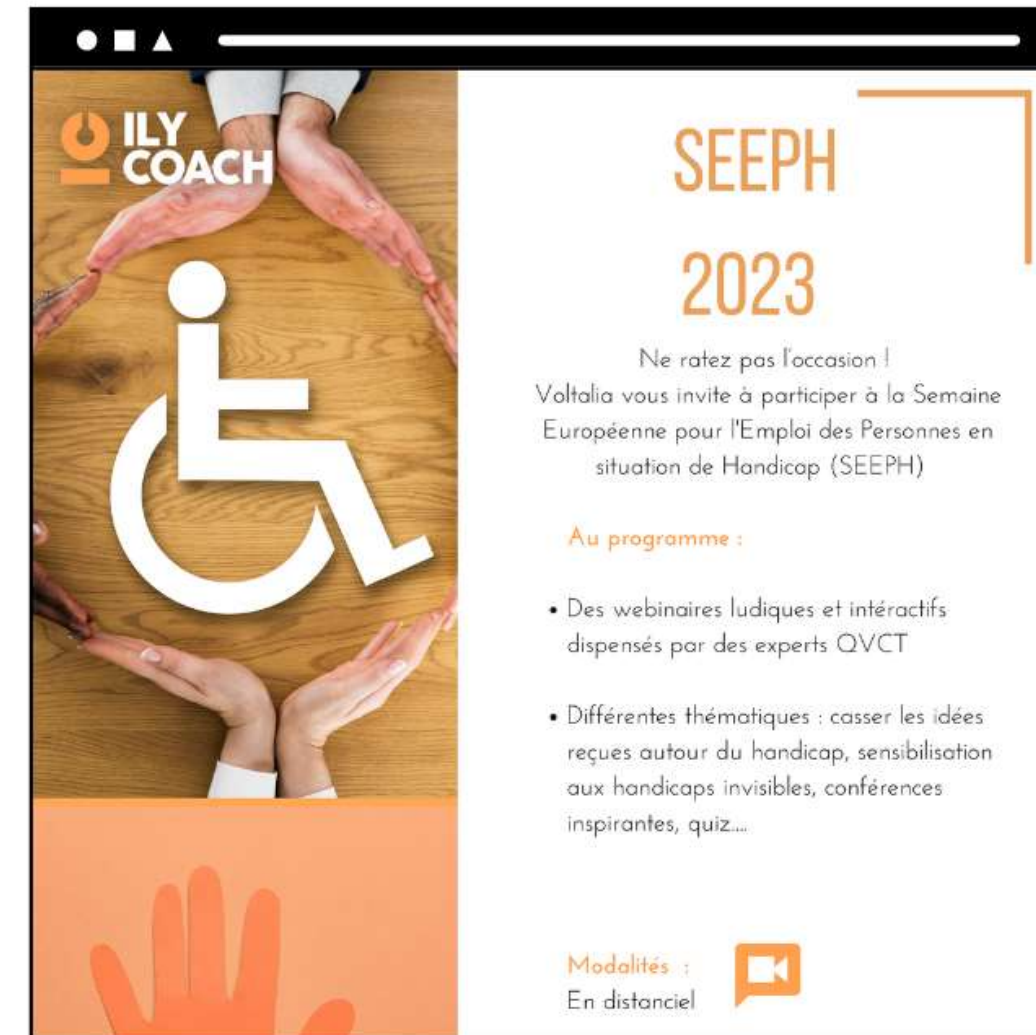 ILY
COACH
SEEPH
2023
Ne ratez pas l'occasion !
Voltalia vous invite à participer à la Semaine
Européenne pour l'Emploi des Personnes en
situation de Handicap (SEEPH)
Au programme :
• Des webinaires ludiques et intéractifs
dispensés par des experts QVCT
• Différentes thématiques : casser les idées
reçues autour du handicap, sensibilisation
aux handicaps invisibles, conférences
inspirantes, quiz....
Modalités :
En distanciel